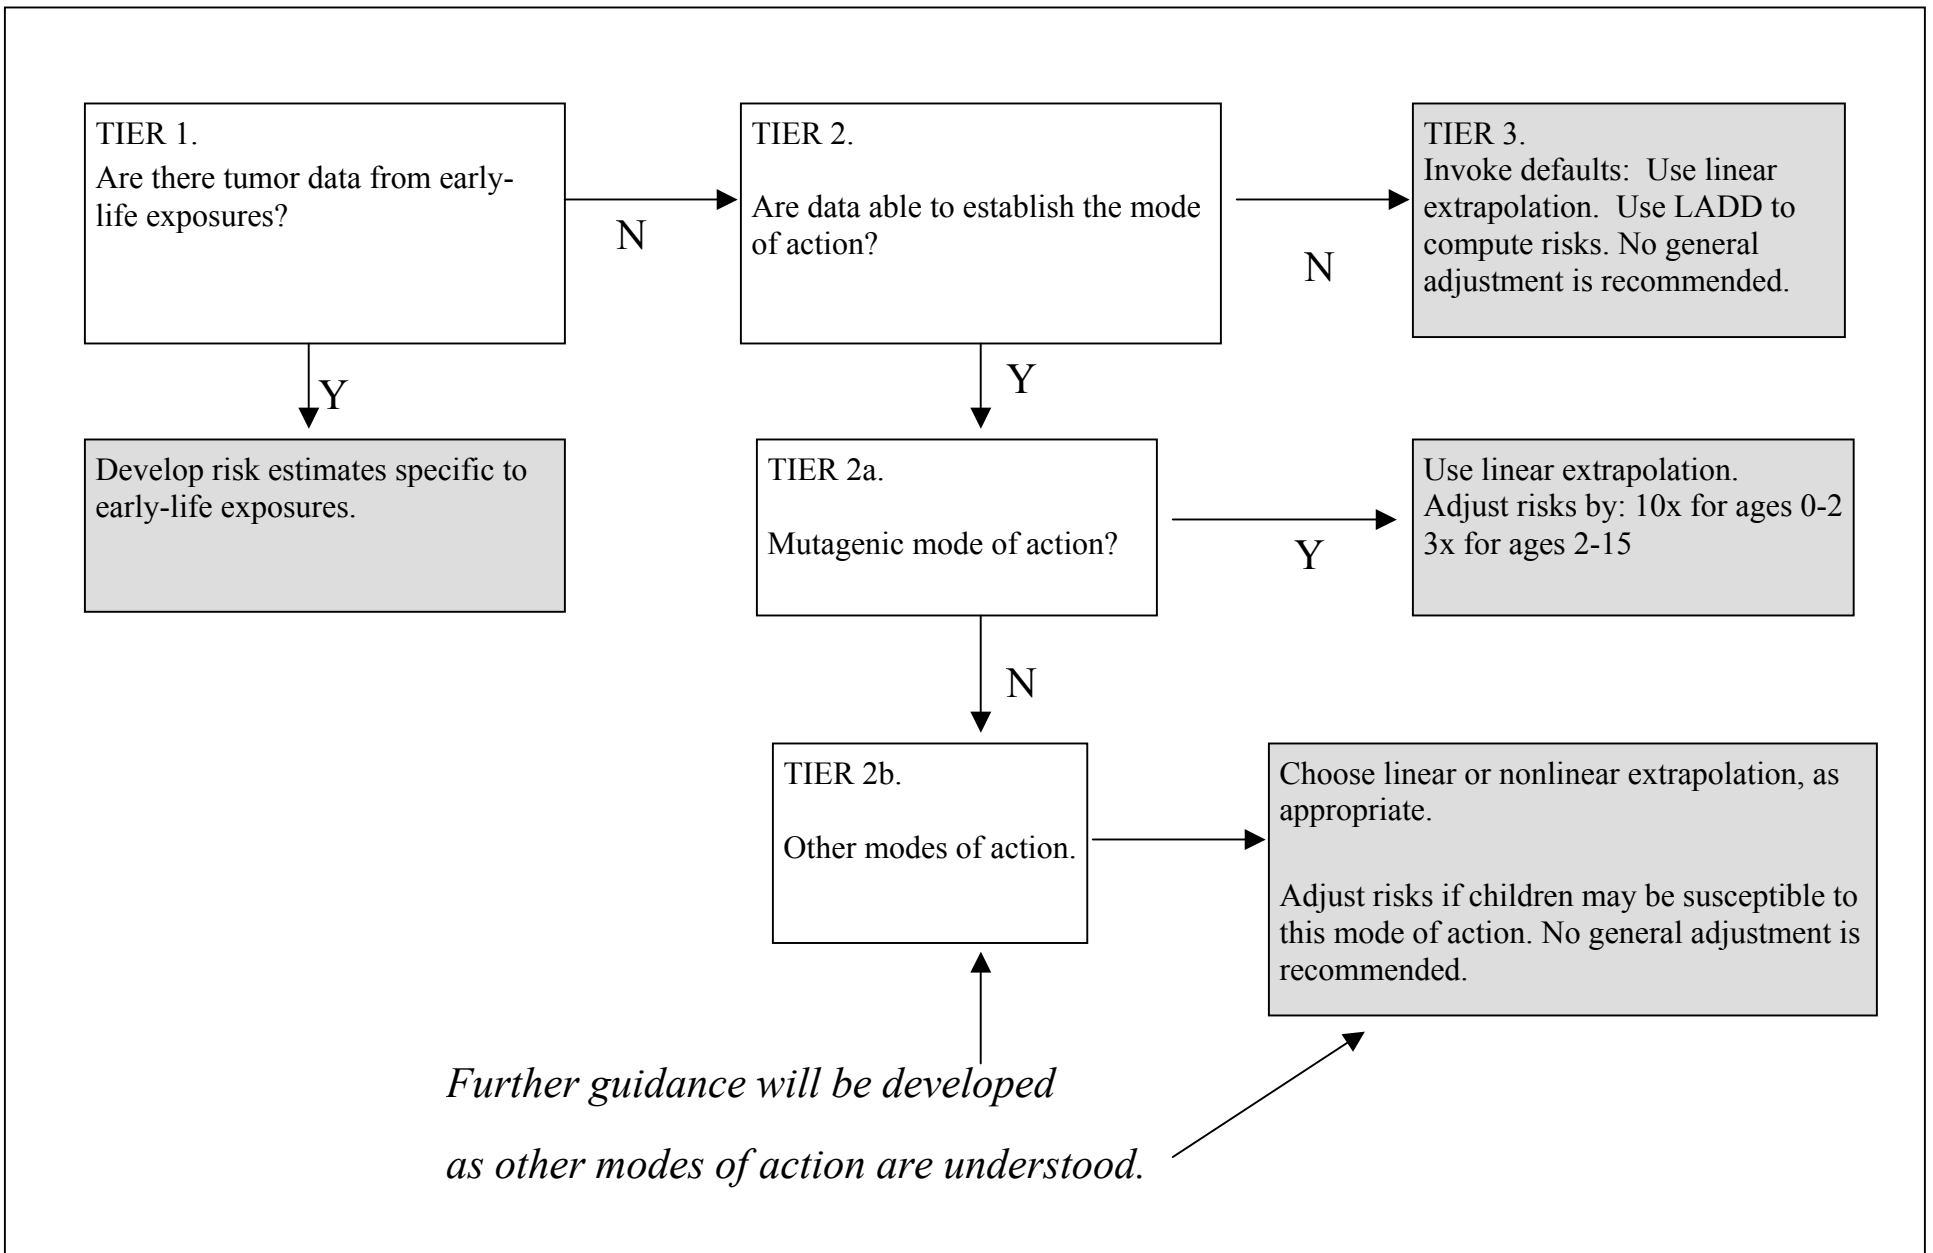 TIER 1.
Are there tumor data from early-
life exposures?
N
TIER 2.
Are data able to establish the mode
of action?
N
TIER 3.
Invoke defaults:  Use linear
extrapolation.  Use LADD to
compute risks. No general
adjustment is recommended.
Y
Develop risk estimates specific to
early-life exposures.
Y
TIER 2a.
Mutagenic mode of action?
Y
Use linear extrapolation.
Adjust risks by: 10x for ages 0-2
3x for ages 2-15
N
TIER 2b.
Other modes of action.
Choose linear or nonlinear extrapolation, as
appropriate.
Adjust risks if children may be susceptible to
this mode of action. No general adjustment is
recommended.
Further guidance will be developed
as other modes of action are understood.